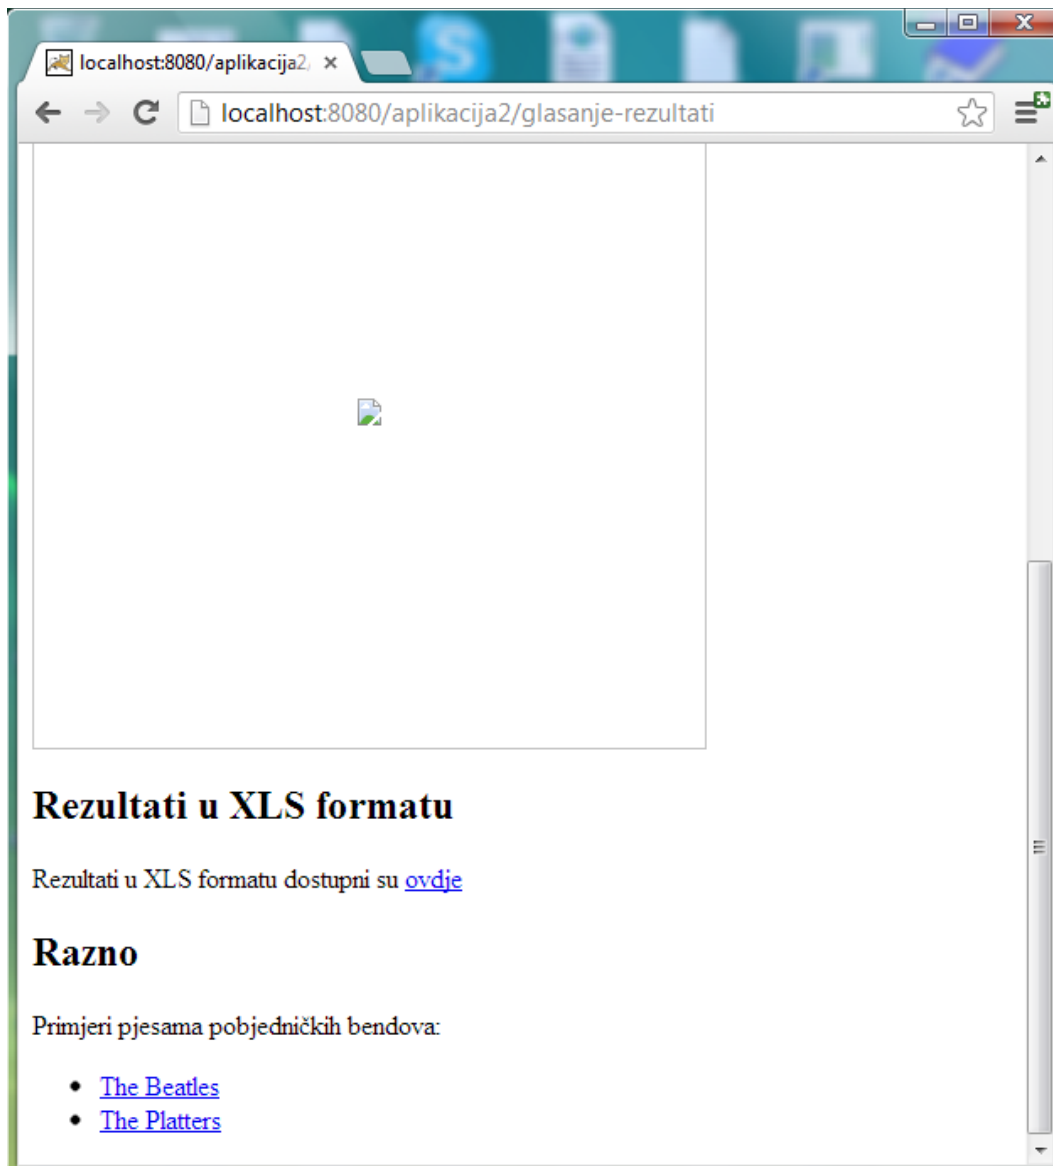 localhost:8080/aplikacija2/
localhost:8080/aplikacija2/glasanje-rezultati
Rezultati u XLS formatu
Rezultati u XLS formatu dostupni su ovdje
Razno
Primjeri pjesama pobjedničkih bendova:
The Beatles
The Platters